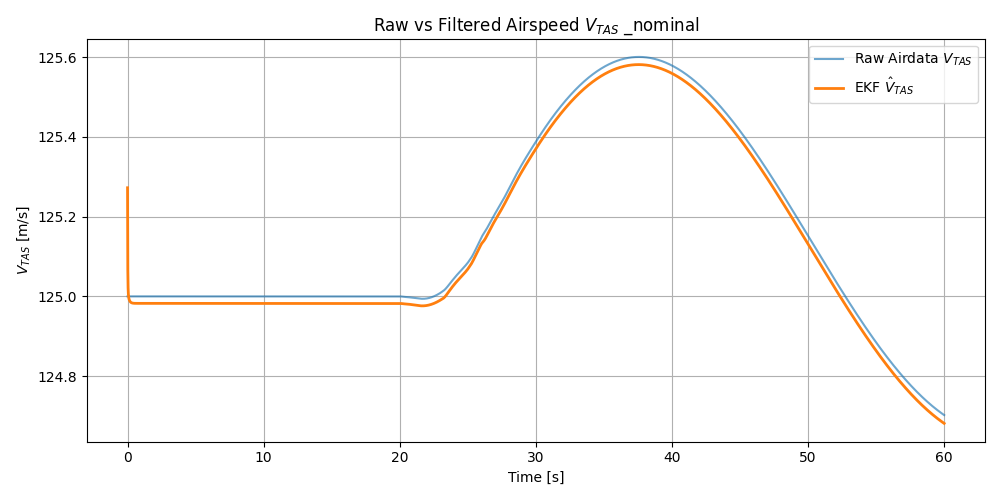 Raw vs Filtered Airspeed V_TAS _nominal
Raw Airdata V_TAS
EKF V̂_TAS
V_TAS [m/s]
125.6
125.4
125.2
125.0
124.8
0 10 20 30 40 50 60
Time [s]